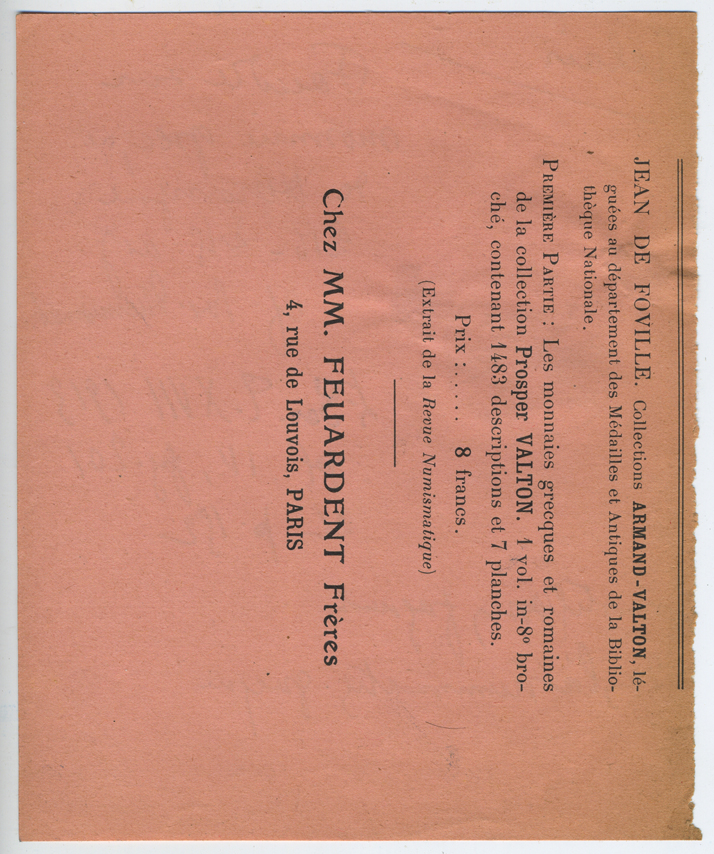 JEAN DE FOVILLE. Collections ARMAND-VALTON, lé-
guées au département des Médailles et Antiques de la Biblio-
thèque Nationale.
PREMIÈRE PARTIE : Les monnaies grecques et romaines
de la collection Prosper VALTON. 1 vol. in-8º bro-
ché, contenant 1483 descriptions et 7 planches.
Prix :...... 8 francs.
(Extrait de la Revue Numismatique)
Chez MM. FEUARDENT Frères
4, rue de Louvois, PARIS